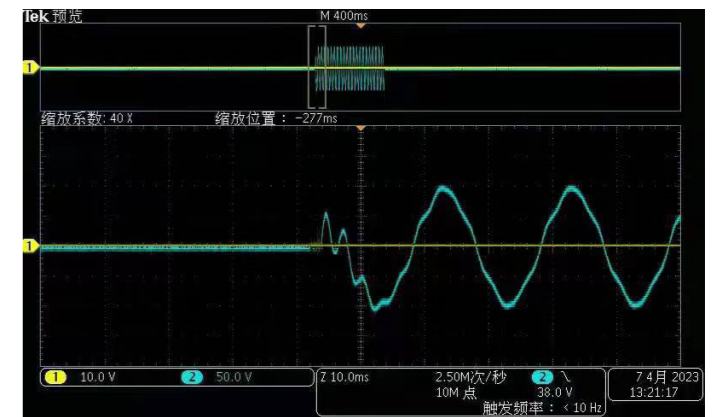 Tek 预览
M 400ms
1
缩放系数: 40 X
缩放位置: -277ms
1
1 10.0 V
2 50.0 V
Z 10.0ms
2.50M次/秒
10M 点
2 \ 38.0 V
触发频率: < 10 Hz
7 4月 2023
13:21:17